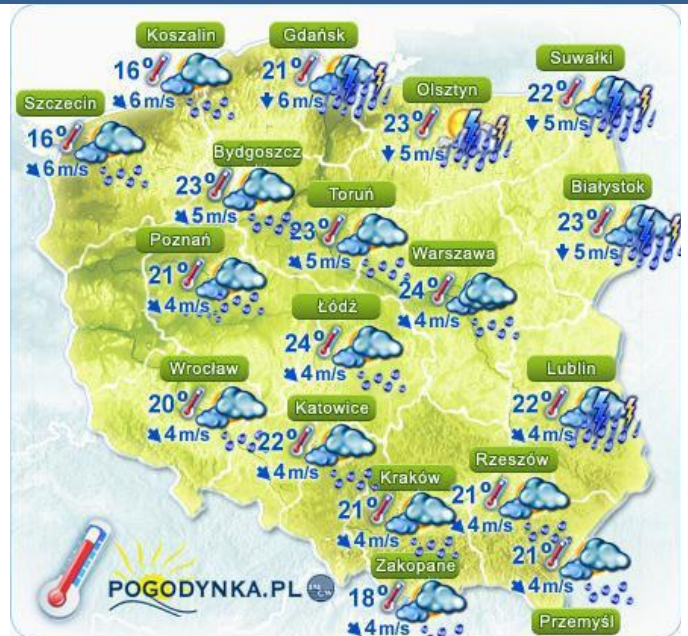 Koszalin
16°
6 m/s
Gdańsk
21°
6 m/s
Suwałki
22°
5 m/s
Olsztyn
23°
5 m/s
Szczecin
16°
6 m/s
Bydgoszcz
23°
5 m/s
Toruń
23°
5 m/s
Białystok
23°
5 m/s
Poznań
21°
4 m/s
Warszawa
24°
4 m/s
Łódź
24°
4 m/s
Wrocław
20°
4 m/s
Lublin
22°
4 m/s
Katowice
22°
4 m/s
Kraków
21°
4 m/s
Rzeszów
21°
4 m/s
Zakopane
18°
4 m/s
21°
4 m/s
Przemyśl
POGODYNKA.PL